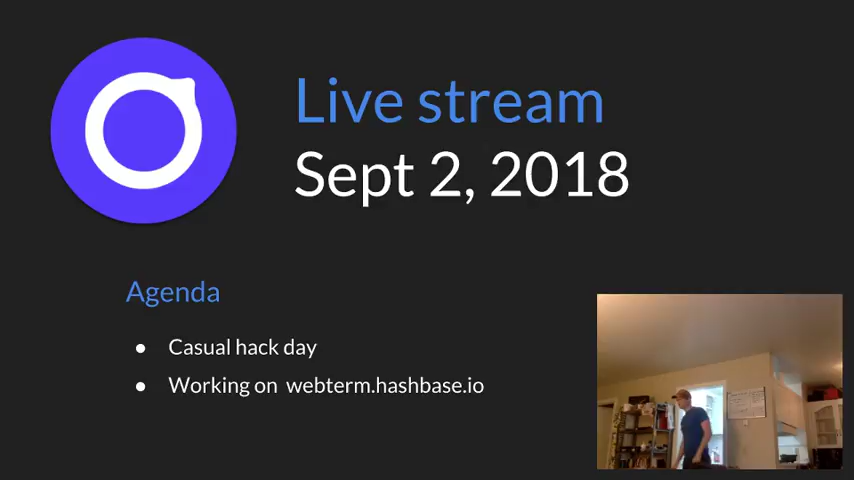 Live stream
Sept 2, 2018
Agenda
● Casual hack day
● Working on webterm.hashbase.io